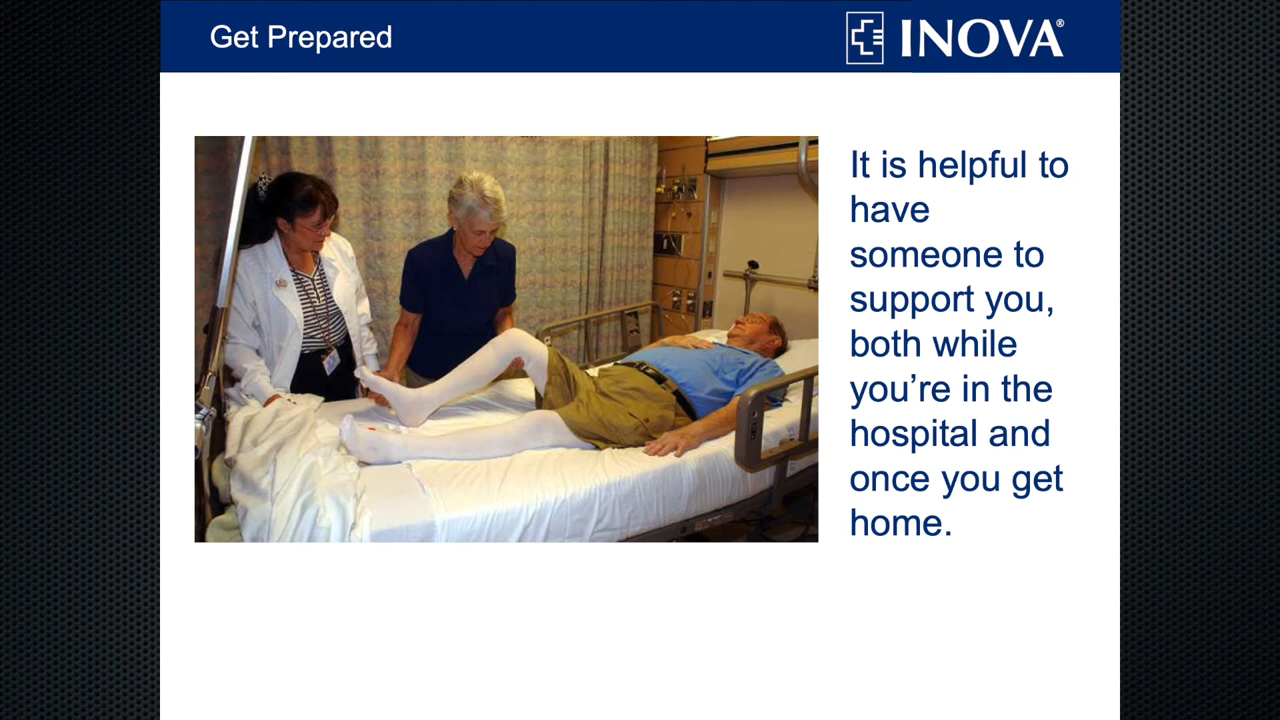 Get Prepared
INOVA®
It is helpful to
have
someone to
support you,
both while
you’re in the
hospital and
once you get
home.